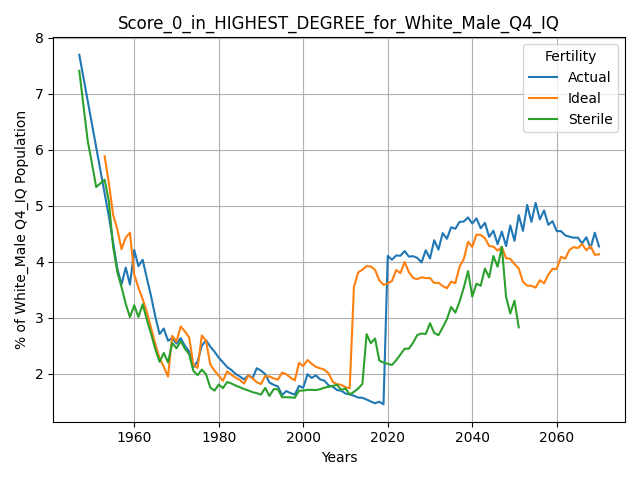 Score_0_in_HIGHEST_DEGREE_for_White_Male_Q4_IQ
% of White_Male Q4_IQ Population
8
7
6
5
4
3
2
Fertility
Actual
Ideal
Sterile
1960 1980 2000 2020 2040 2060
Years